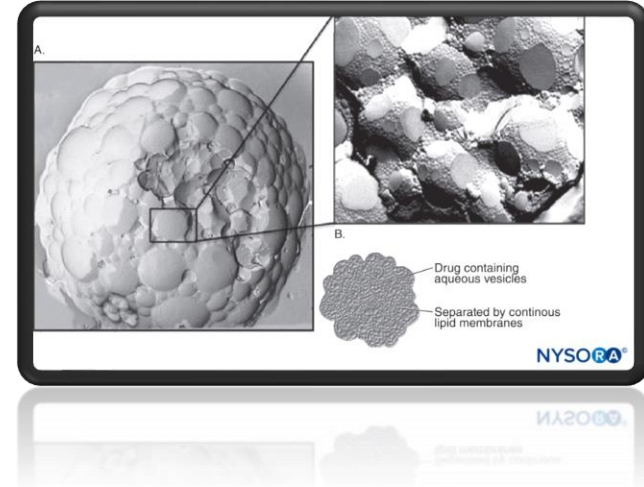 A.
B.
Drug containing
aqueous vesicles
Separated by continous
lipid membranes
NYSORA®